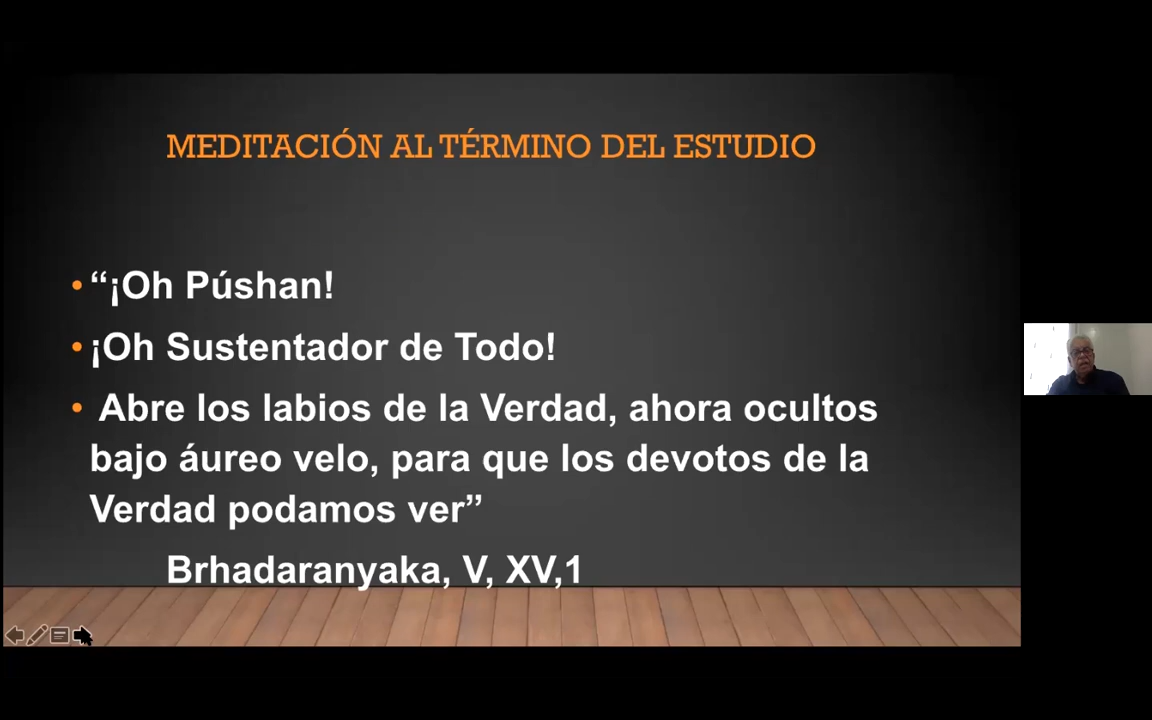 MEDITACIÓN AL TÉRMINO DEL ESTUDIO
• “¡Oh Púshan!
• ¡Oh Sustentador de Todo!
• Abre los labios de la Verdad, ahora ocultos
bajo áureo velo, para que los devotos de la
Verdad podamos ver”
Brhadaranyaka, V, XV,1